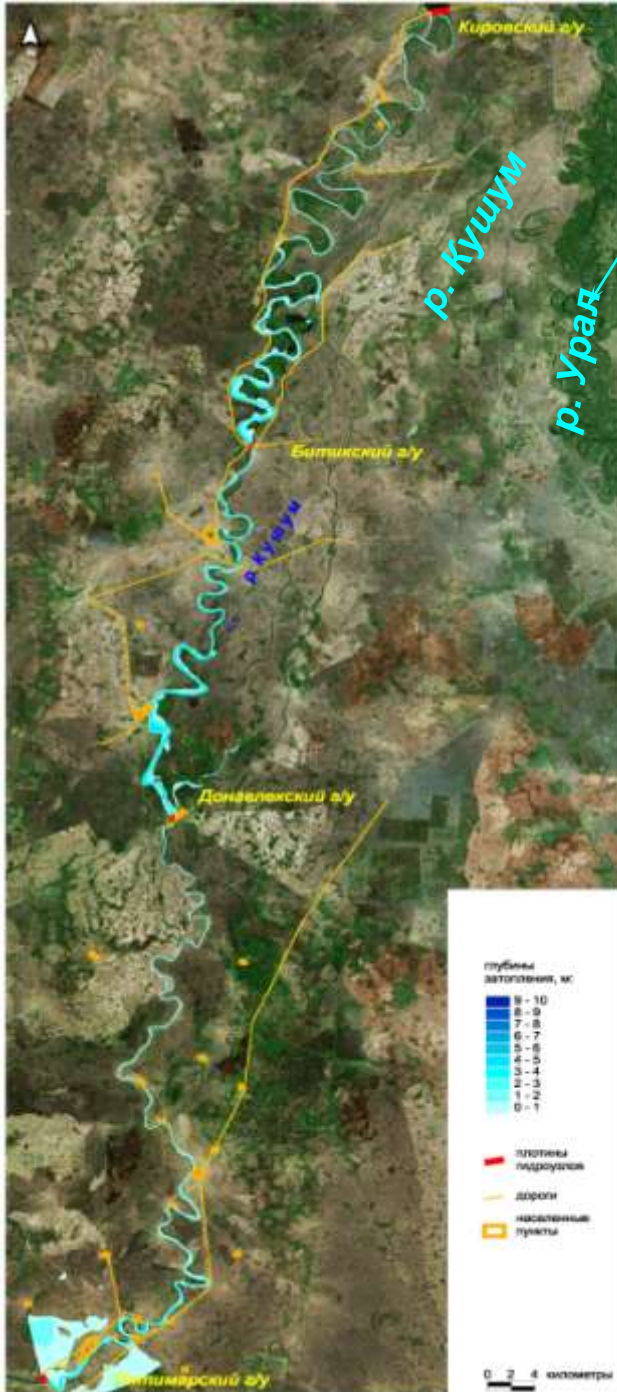 Кировский г/у
р. Кушум
р. Урал
Битикский г/у
р Кушум
Донгелекский г/у
глубины
затопления, м:
9 - 10
8 - 9
7 - 8
6 - 7
5 - 6
4 - 5
3 - 4
2 - 3
1 - 2
0 - 1
плотины
гидроузлов
дороги
населенные
пункты
0 2 4 километры
Пятимарский г/у